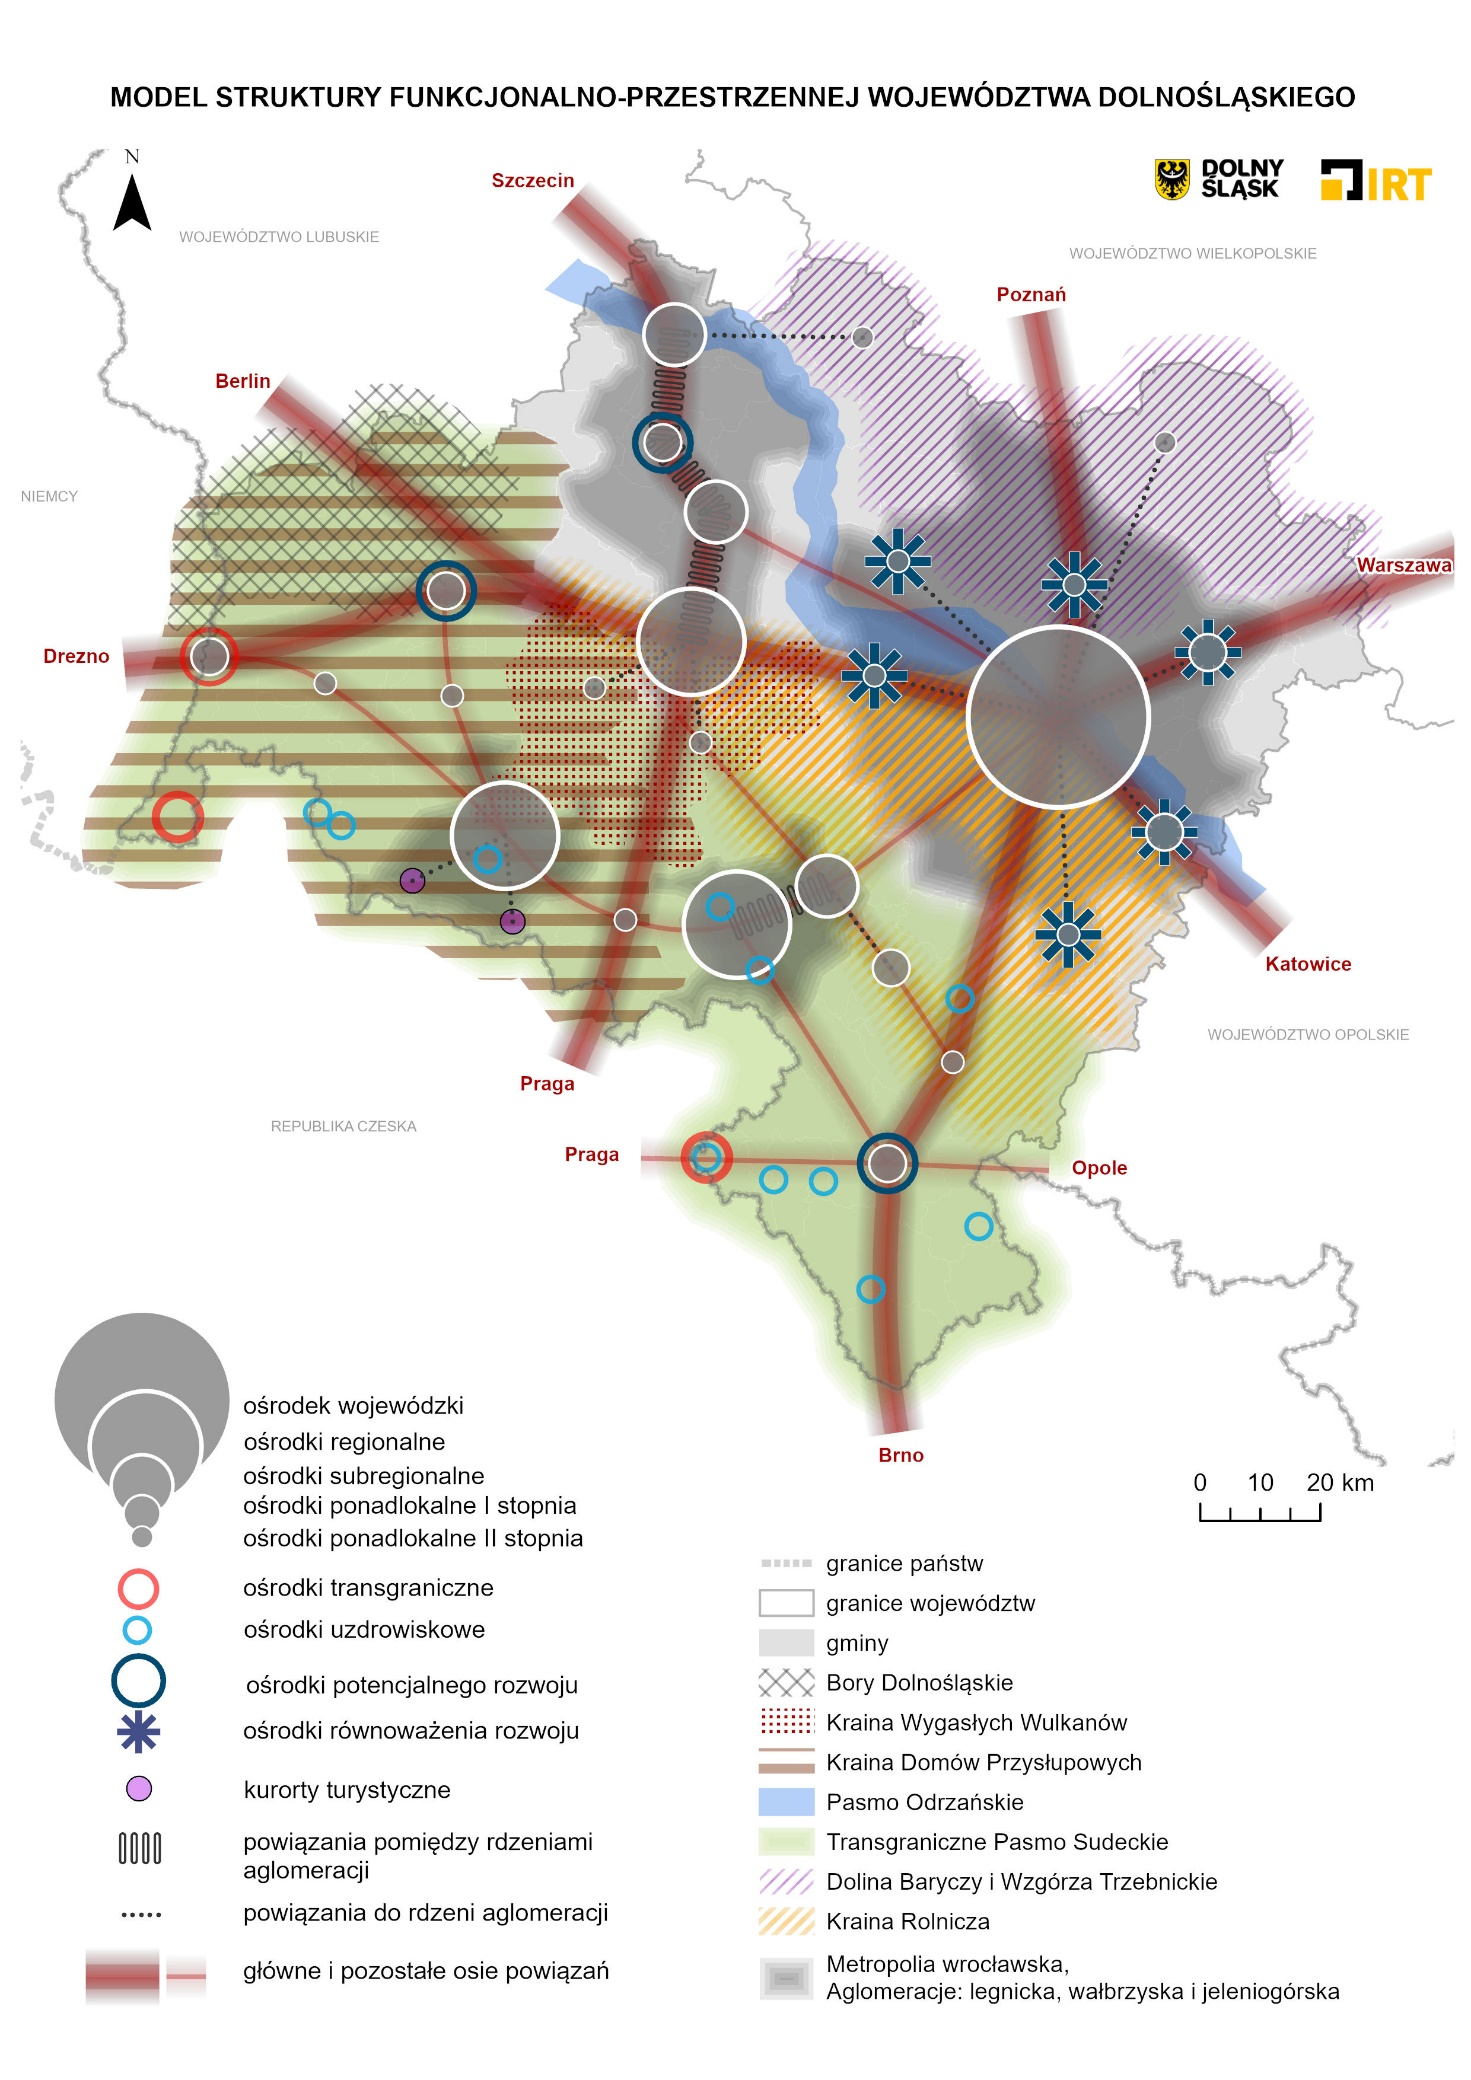 MODEL STRUKTURY FUNKCJONALNO-PRZESTRZENNEJ WOJEWÓDZTWA DOLNOŚLĄSKIEGO
N
DOLNY
ŚLĄSK
IRT
Szczecin
WOJEWÓDZTWO LUBUSKIE
WOJEWÓDZTWO WIELKOPOLSKIE
Poznań
Berlin
NIEMCY
Warszawa
Drezno
Katowice
WOJEWÓDZTWO OPOLSKIE
Praga
REPUBLIKA CZESKA
Praga
Opole
Brno
0 10 20 km
ośrodek wojewódzki
ośrodki regionalne
ośrodki subregionalne
ośrodki ponadlokalne I stopnia
ośrodki ponadlokalne II stopnia
ośrodki transgraniczne
ośrodki uzdrowiskowe
ośrodki potencjalnego rozwoju
ośrodki równoważenia rozwoju
kurorty turystyczne
powiązania pomiędzy rdzeniami
aglomeracji
powiązania do rdzeni aglomeracji
główne i pozostałe osie powiązań
granice państw
granice województw
gminy
Bory Dolnośląskie
Kraina Wygasłych Wulkanów
Kraina Domów Przysłupowych
Pasmo Odrzańskie
Transgraniczne Pasmo Sudeckie
Dolina Baryczy i Wzgórza Trzebnickie
Kraina Rolnicza
Metropolia wrocławska,
Aglomeracje: legnicka, wałbrzyska i jeleniogórska